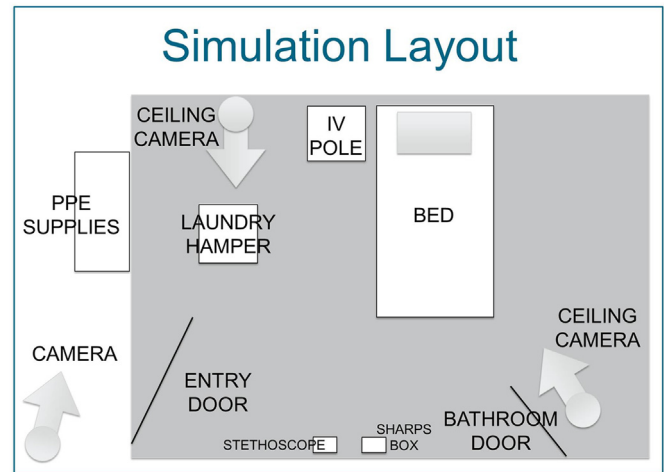 Simulation Layout
CEILING
CAMERA
IV
POLE
PPE
SUPPLIES
LAUNDRY
HAMPER
BED
CEILING
CAMERA
CAMERA
ENTRY
DOOR
STETHOSCOPE
SHARPS
BOX
BATHROOM
DOOR